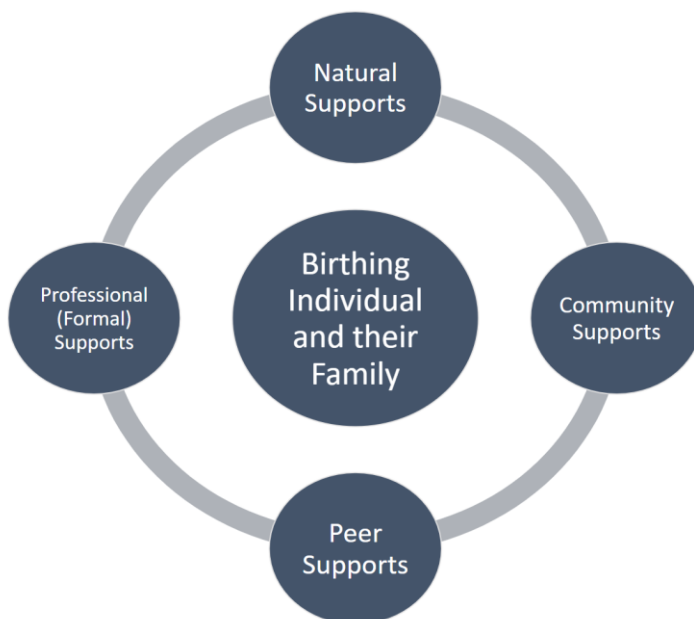 Natural
Supports
Birthing
Individual
and their
Family
Professional
(Formal)
Supports
Community
Supports
Peer
Supports